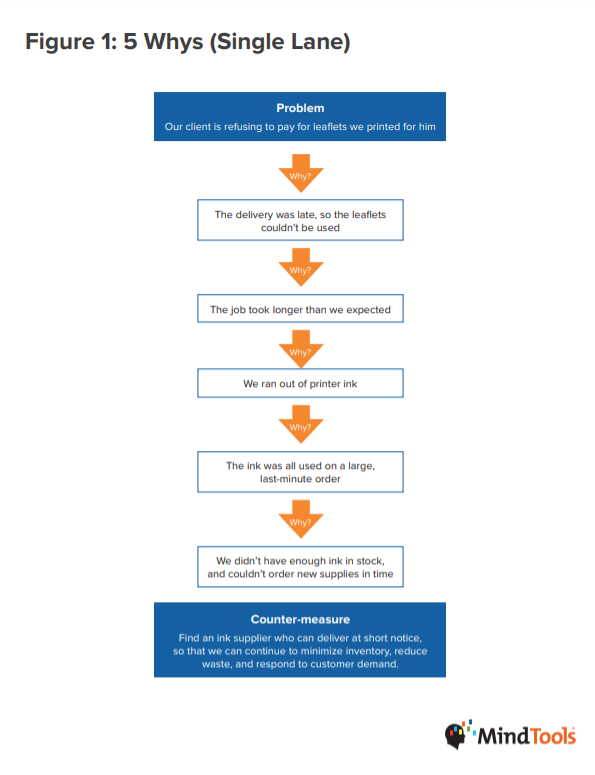 Figure 1: 5 Whys (Single Lane)
Problem
Our client is refusing to pay for leaflets we printed for him
Why?
The delivery was late, so the leaflets
couldn't be used
Why?
The job took longer than we expected
Why?
We ran out of printer ink
Why?
The ink was all used on a large,
last-minute order
Why?
We didn't have enough ink in stock,
and couldn't order new supplies in time
Counter-measure
Find an ink supplier who can deliver at short notice,
so that we can continue to minimize inventory, reduce
waste, and respond to customer demand.
MindTools